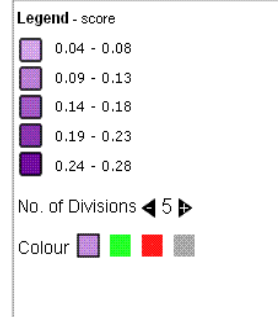 Legend - score
0.04 - 0.08
0.09 - 0.13
0.14 - 0.18
0.19 - 0.23
0.24 - 0.28
No. of Divisions - 5 +
Colour